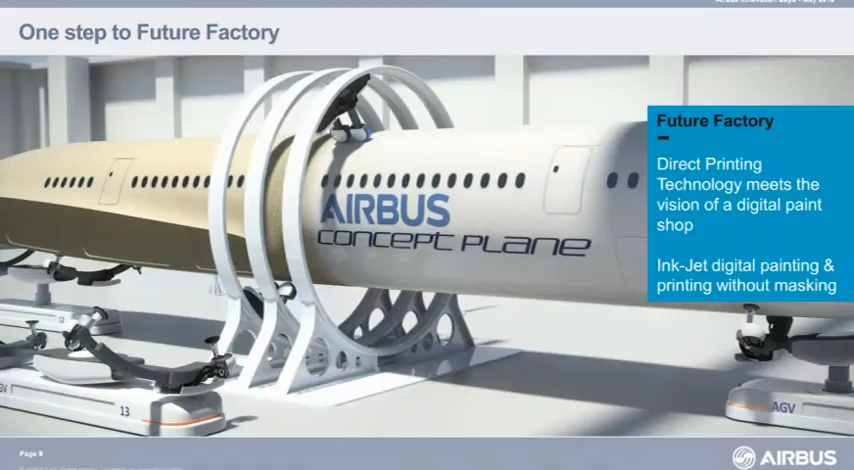 One step to Future Factory
Future Factory
Direct Printing
Technology meets the
vision of a digital paint
shop
Ink-Jet digital painting &
printing without masking
AIRBUS
CONCEPT PLANE
12
13
AGV
Page 9
AIRBUS